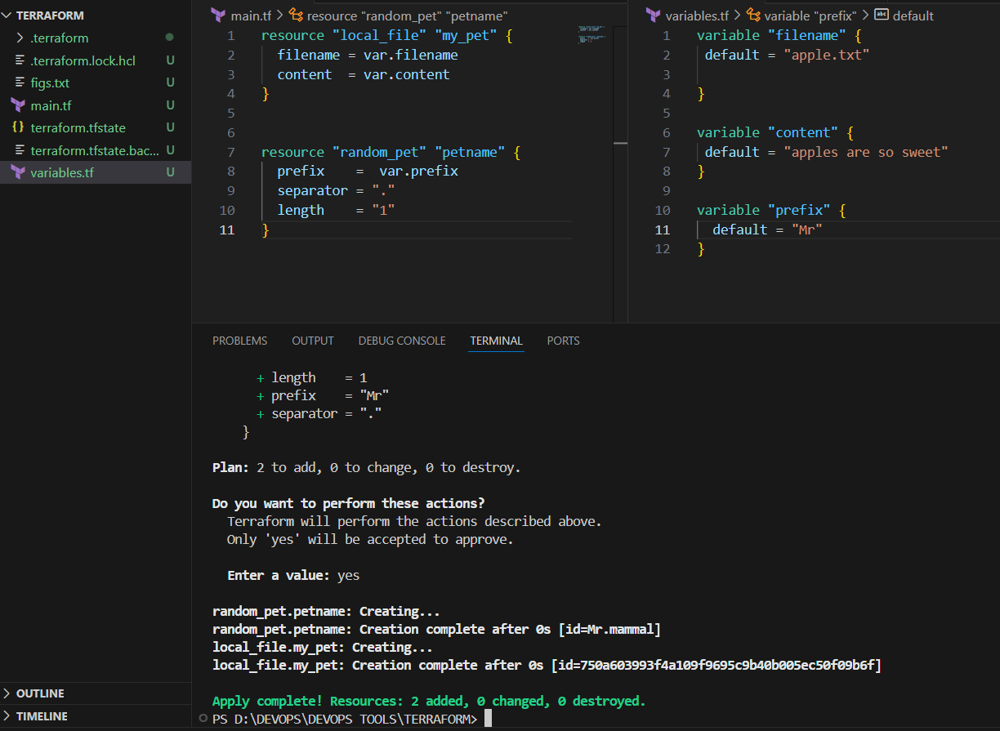 TERRAFORM
.terraform
.terraform.lock.hcl U
figs.txt U
main.tf U
{} terraform.tfstate U
terraform.tfstate.bac... U
variables.tf U
OUTLINE
TIMELINE
main.tf > resource "random_pet" "petname"
1 resource "local_file" "my_pet" {
2   filename = var.filename
3   content  = var.content
4 }
5
6
7 resource "random_pet" "petname" {
8   prefix    =  var.prefix
9   separator = "."
10   length    = "1"
11 }
variables.tf > variable "prefix" > abc default
1 variable "filename" {
2  default = "apple.txt"
3
4 }
5
6 variable "content" {
7  default = "apples are so sweet"
8 }
9
10 variable "prefix" {
11   default = "Mr"
12 }
PROBLEMS OUTPUT DEBUG CONSOLE TERMINAL PORTS
      + length    = 1
      + prefix    = "Mr"
      + separator = "."
    }
Plan: 2 to add, 0 to change, 0 to destroy.
Do you want to perform these actions?
  Terraform will perform the actions described above.
  Only 'yes' will be accepted to approve.
  Enter a value: yes
random_pet.petname: Creating...
random_pet.petname: Creation complete after 0s [id=Mr.mammal]
local_file.my_pet: Creating...
local_file.my_pet: Creation complete after 0s [id=750a603993f4a109f9695c9b40b005ec50f09b6f]
Apply complete! Resources: 2 added, 0 changed, 0 destroyed.
PS D:\DEVOPS\DEVOPS TOOLS\TERRAFORM>